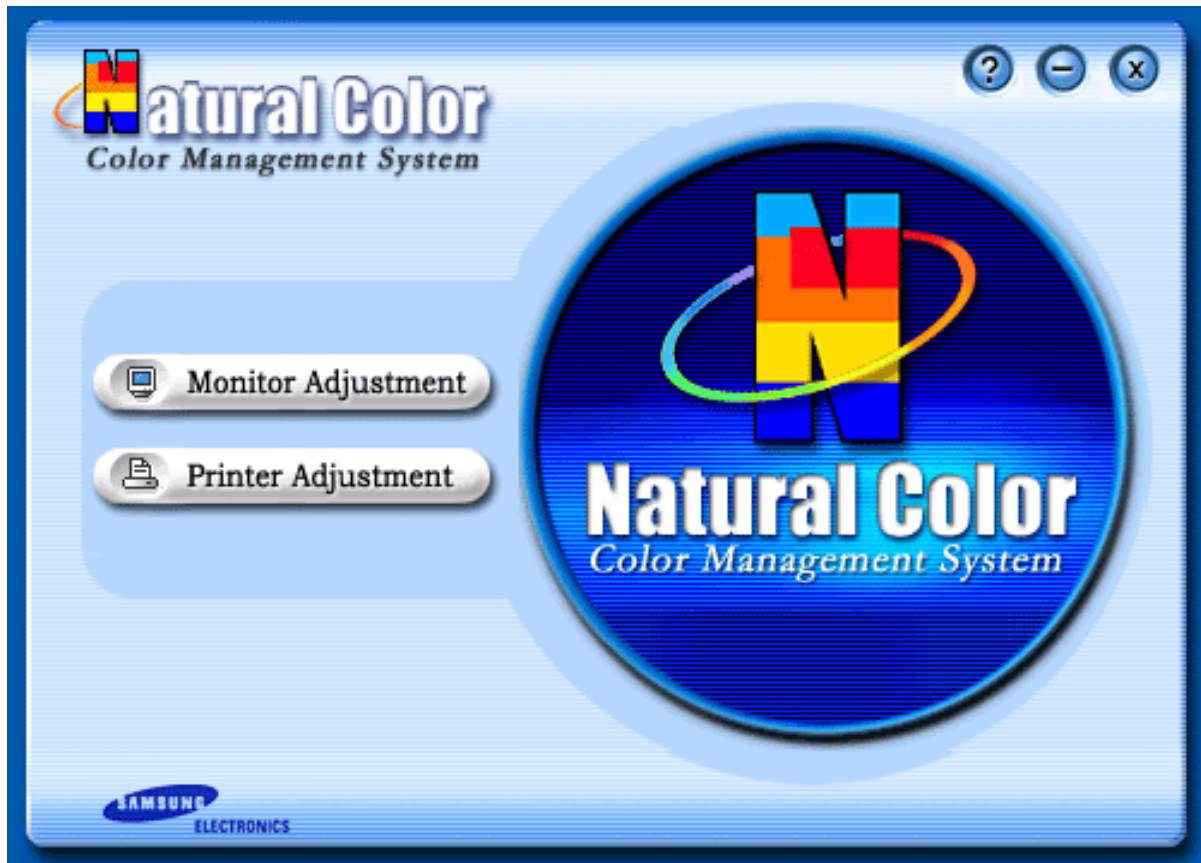 Natural Color
Color Management System
? – x
Monitor Adjustment
Printer Adjustment
N
Natural Color
Color Management System
SAMSUNG
ELECTRONICS